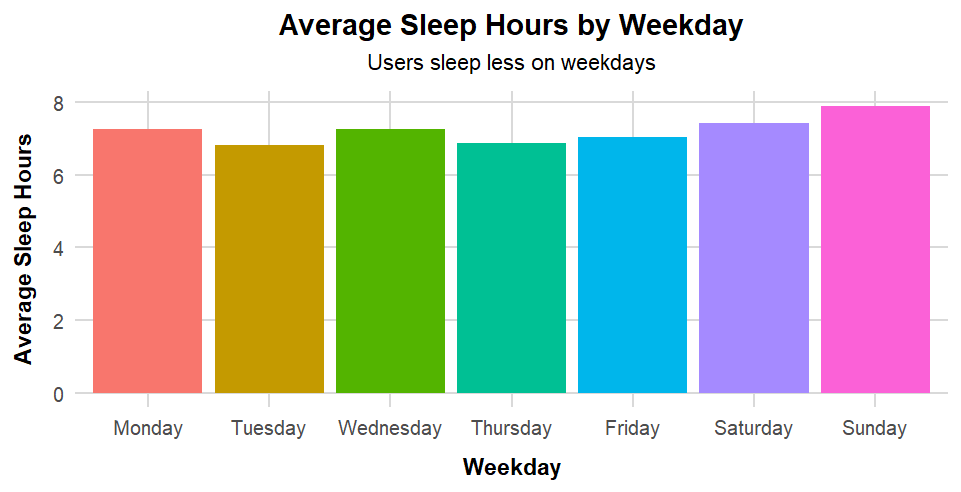 Average Sleep Hours by Weekday
Users sleep less on weekdays
Average Sleep Hours
8
6
4
2
0
Monday Tuesday Wednesday Thursday Friday Saturday Sunday
Weekday